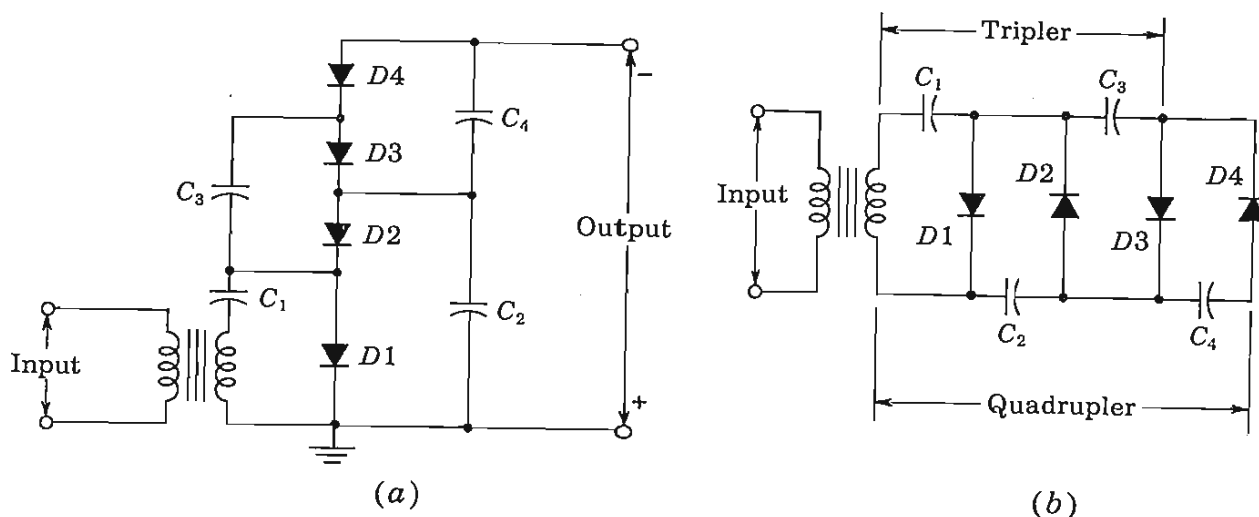 D4
D3
C4
C3
D2
Output
−
+
C1
C2
D1
Input
(a)
Tripler
C1
C3
Input
D2
D4
D1
D3
C2
C4
Quadrupler
(b)